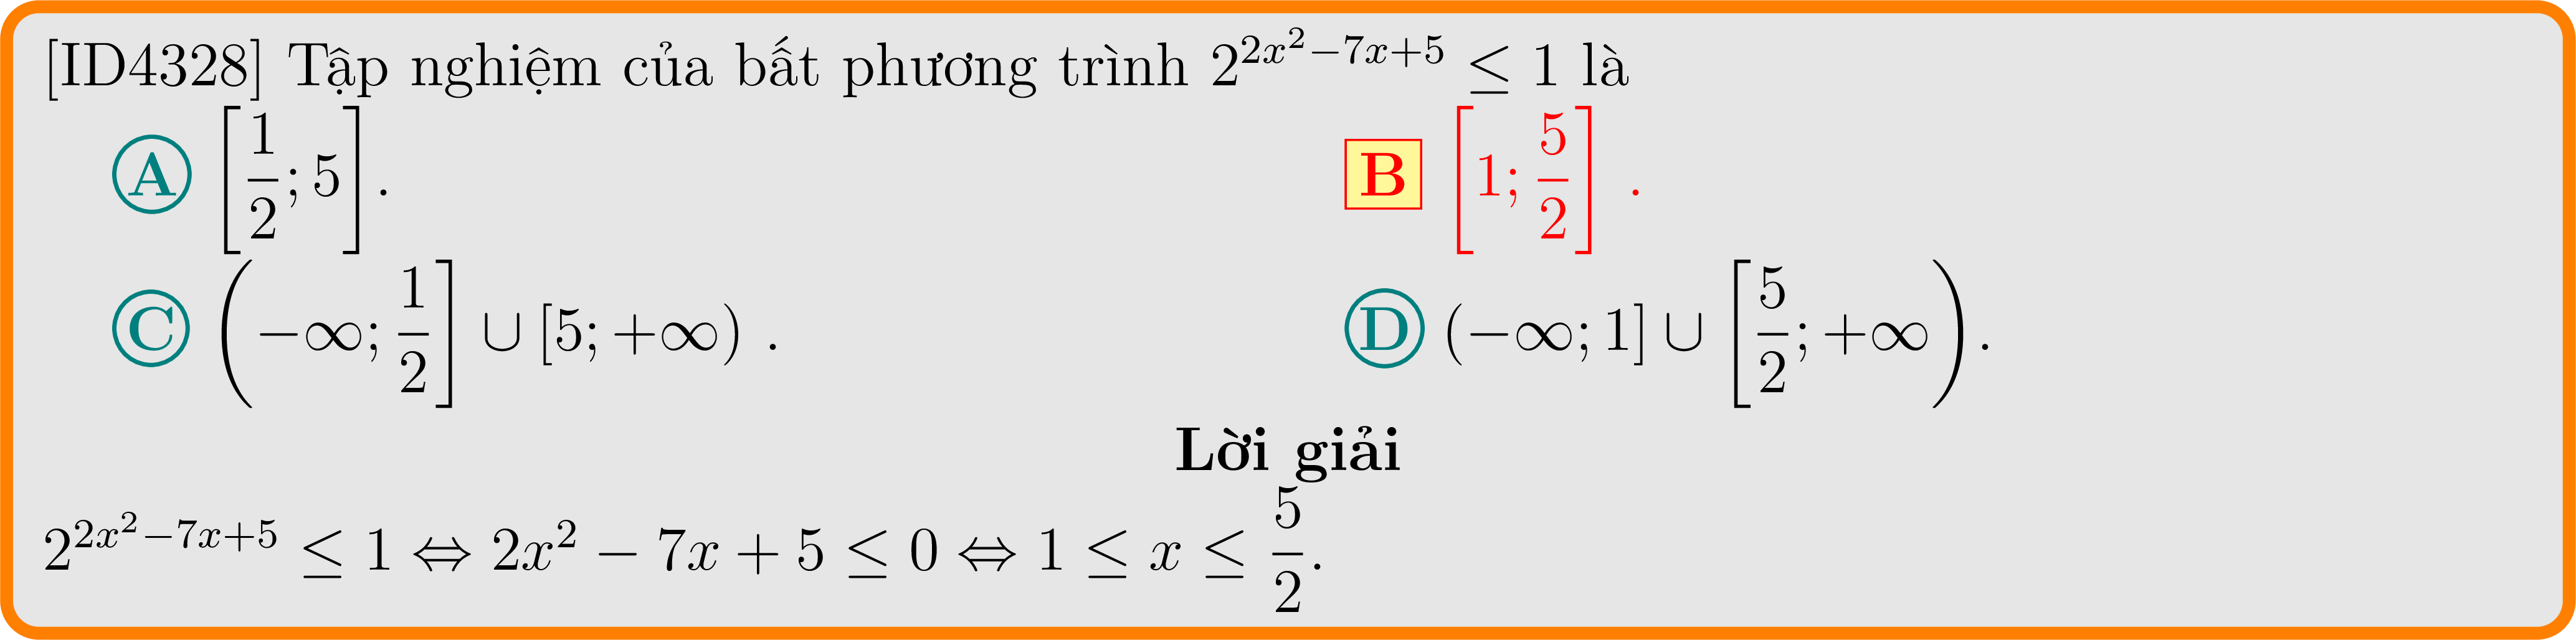 [ID4328] Tập nghiệm của bất phương trình $2^{2x^2-7x+5} \leq 1$ là
A $\left[\frac{1}{2}; 5\right].$ B $\left[1; \frac{5}{2}\right].$
C $\left(-\infty; \frac{1}{2}\right] \cup [5; +\infty).$ D $(-\infty; 1] \cup \left[\frac{5}{2}; +\infty\right).$
Lời giải
$2^{2x^2-7x+5} \leq 1 \Leftrightarrow 2x^2 - 7x + 5 \leq 0 \Leftrightarrow 1 \leq x \leq \frac{5}{2}.$